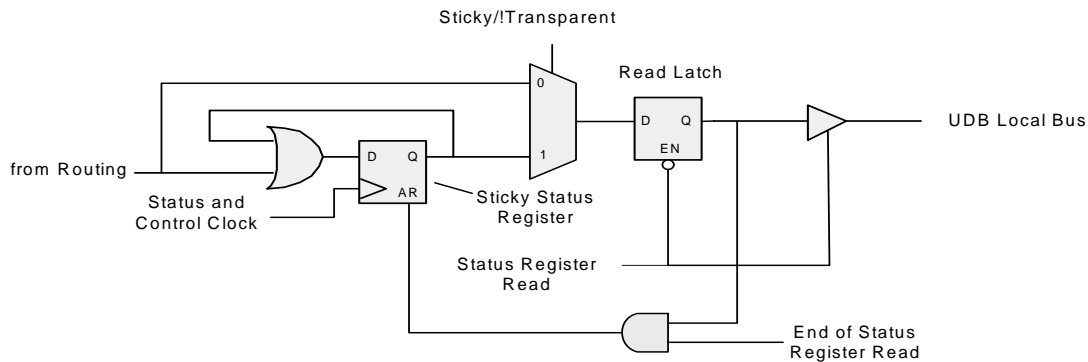 Sticky/!Transparent
Read Latch
0
D Q
UDB Local Bus
EN
1
D Q
from Routing
AR
Status and
Control Clock
Sticky Status
Register
Status Register
Read
End of Status
Register Read